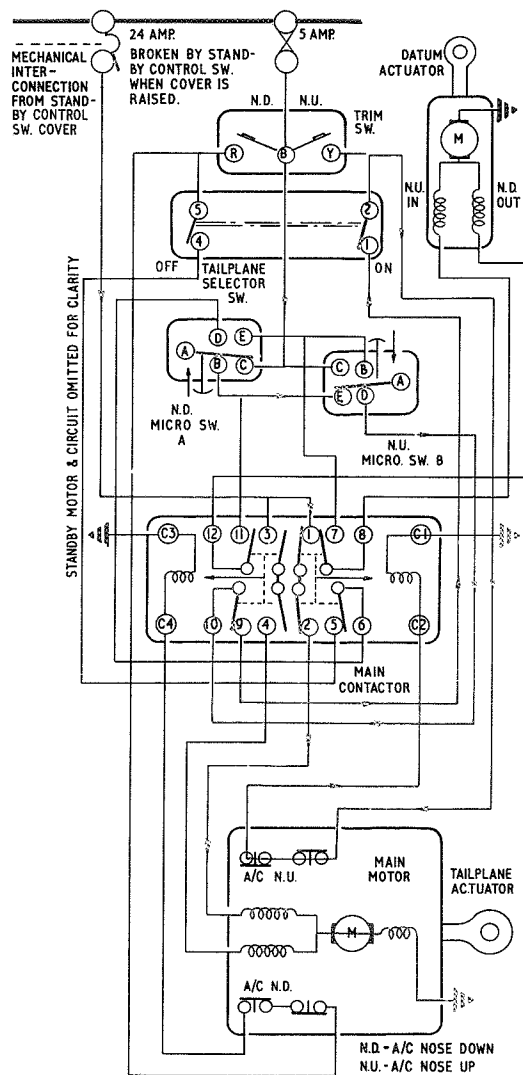 24 AMP.
5 AMP.
MECHANICAL
INTER-
CONNECTION
FROM STAND-
BY CONTROL
SW. COVER
BROKEN BY STAND-
BY CONTROL SW.
WHEN COVER IS
RAISED.
DATUM
ACTUATOR
N.D.
N.U.
TRIM
SW.
R
B
Y
M
N.U.
IN
N.D.
OUT
5
2
4
1
OFF
TAILPLANE
SELECTOR
SW.
ON
D
E
A
B
C
N.D.
MICRO SW.
A
C
B
A
E
D
N.U.
MICRO. SW. B
STANDBY MOTOR & CIRCUIT OMITTED FOR CLARITY
C3
12
11
3
1
7
8
C1
C4
10
9
4
2
5
6
C2
MAIN
CONTACTOR
A/C N.U.
MAIN
MOTOR
TAILPLANE
ACTUATOR
M
A/C N.D.
N.D.-A/C NOSE DOWN
N.U.-A/C NOSE UP